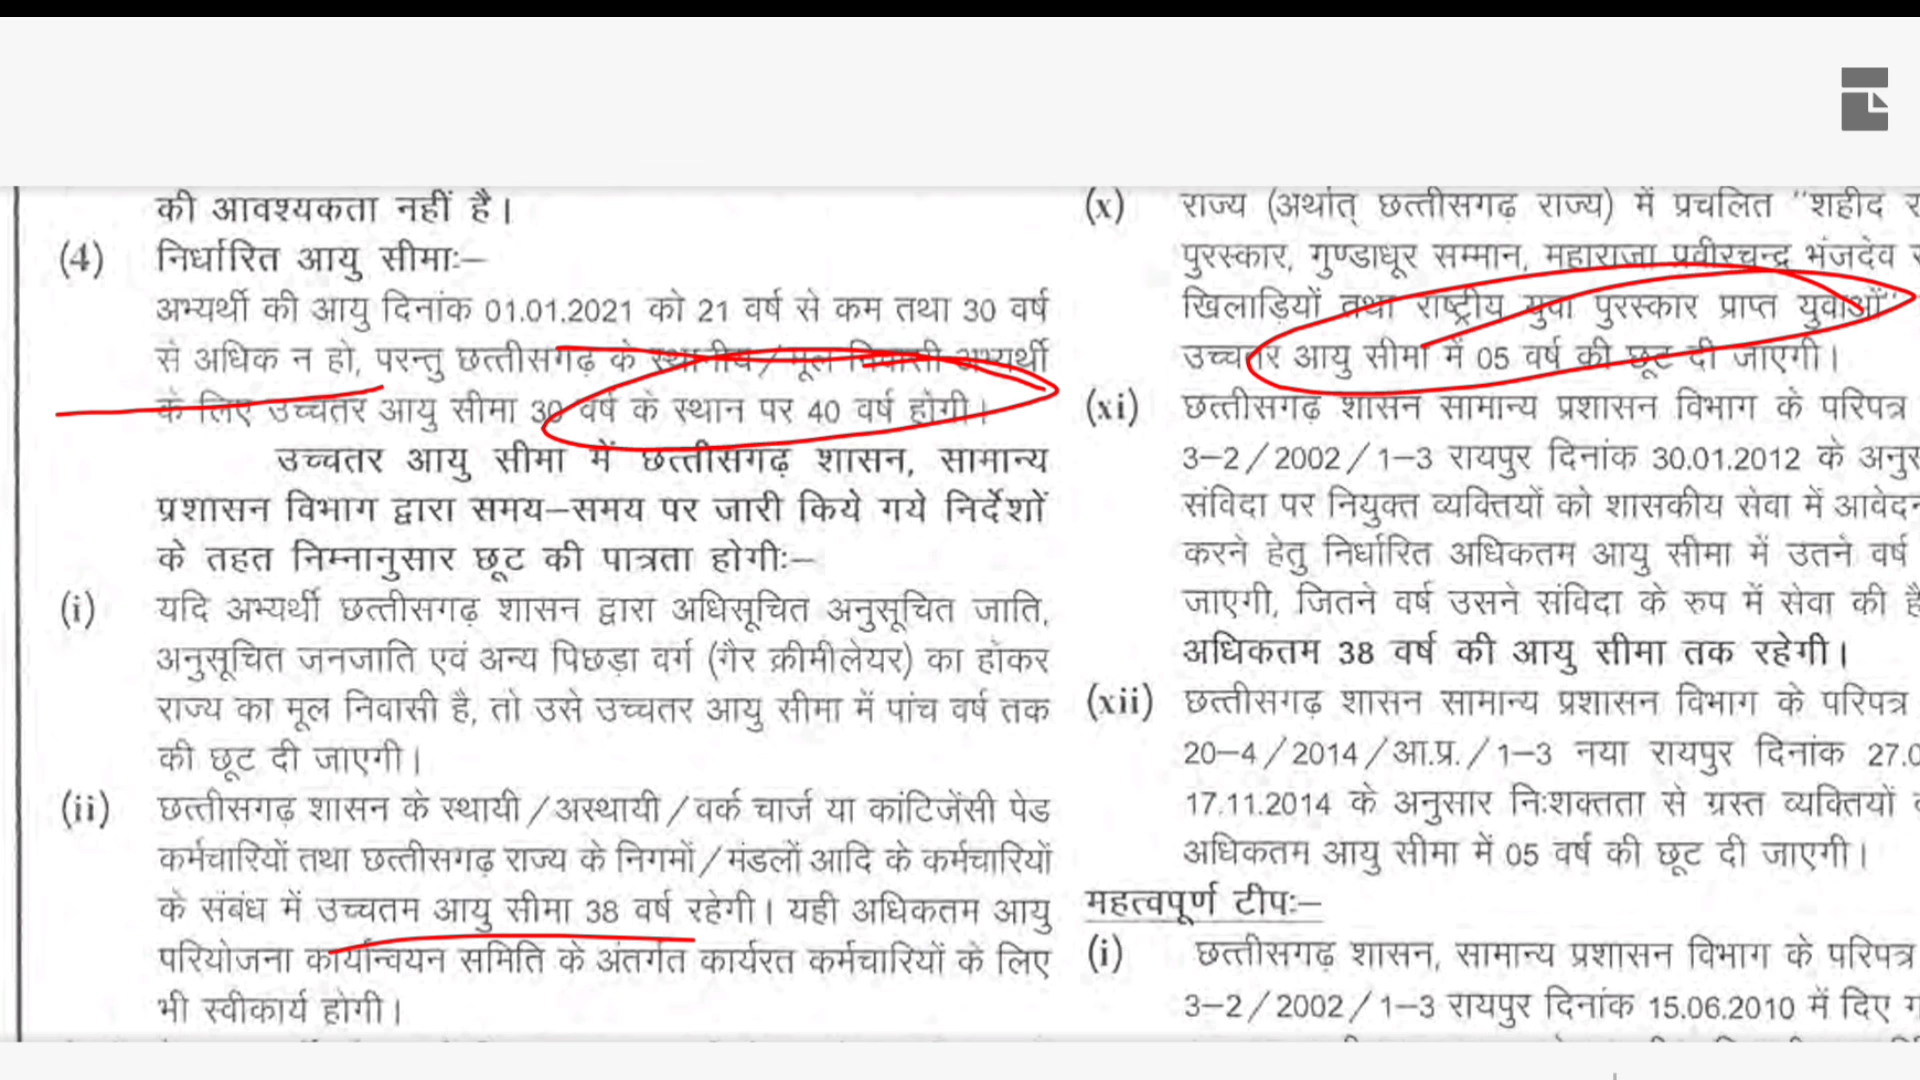 की आवश्यकता नहीं है।
(4) निर्धारित आयु सीमाः–
अभ्यर्थी की आयु दिनांक 01.01.2021 को 21 वर्ष से कम तथा 30 वर्ष
से अधिक न हो, परन्तु छत्तीसगढ़ के स्थानीय/मूल निवासी अभ्यर्थी
के लिए उच्चतर आयु सीमा 30 वर्ष के स्थान पर 40 वर्ष होगी।
उच्चतर आयु सीमा में छत्तीसगढ़ शासन, सामान्य
प्रशासन विभाग द्वारा समय–समय पर जारी किये गये निर्देशों
के तहत निम्नानुसार छूट की पात्रता होगीः–
(i) यदि अभ्यर्थी छत्तीसगढ़ शासन द्वारा अधिसूचित अनुसूचित जाति,
अनुसूचित जनजाति एवं अन्य पिछड़ा वर्ग (गैर क्रीमीलेयर) का होकर
राज्य का मूल निवासी है, तो उसे उच्चतर आयु सीमा में पांच वर्ष तक
की छूट दी जाएगी।
(ii) छत्तीसगढ़ शासन के स्थायी/अस्थायी/वर्क चार्ज या कांटिजेंसी पेड
कर्मचारियों तथा छत्तीसगढ़ राज्य के निगमों/मंडलों आदि के कर्मचारियों
के संबंध में उच्चतम आयु सीमा 38 वर्ष रहेगी। यही अधिकतम आयु
परियोजना कार्यान्वयन समिति के अंतर्गत कार्यरत कर्मचारियों के लिए
भी स्वीकार्य होगी।
(x) राज्य (अर्थात् छत्तीसगढ़ राज्य) में प्रचलित "शहीद
पुरस्कार, गुण्डाधूर सम्मान, महाराजा प्रवीरचन्द्र भंजदेव
खिलाड़ियों तथा राष्ट्रीय युवा पुरस्कार प्राप्त युवाओं"
उच्चतर आयु सीमा में 05 वर्ष की छूट दी जाएगी।
(xi) छत्तीसगढ़ शासन सामान्य प्रशासन विभाग के परिपत्र
3–2/2002/1–3 रायपुर दिनांक 30.01.2012 के
संविदा पर नियुक्त व्यक्तियों को शासकीय सेवा में
करने हेतु निर्धारित अधिकतम आयु सीमा में उतने वर्ष
जाएगी, जितने वर्ष उसने संविदा के रुप में सेवा की
अधिकतम 38 वर्ष की आयु सीमा तक रहेगी।
(xii) छत्तीसगढ़ शासन सामान्य प्रशासन विभाग के परिपत्र
20–4/2014/आ.प्र./1–3 नया रायपुर दिनांक 27.0
17.11.2014 के अनुसार निःशक्तता से ग्रस्त व्यक्तियों
अधिकतम आयु सीमा में 05 वर्ष की छूट दी जाएगी।
महत्वपूर्ण टीपः–
(i) छत्तीसगढ़ शासन, सामान्य प्रशासन विभाग के परिपत्र
3–2/2002/1–3 रायपुर दिनांक 15.06.2010 में दिए